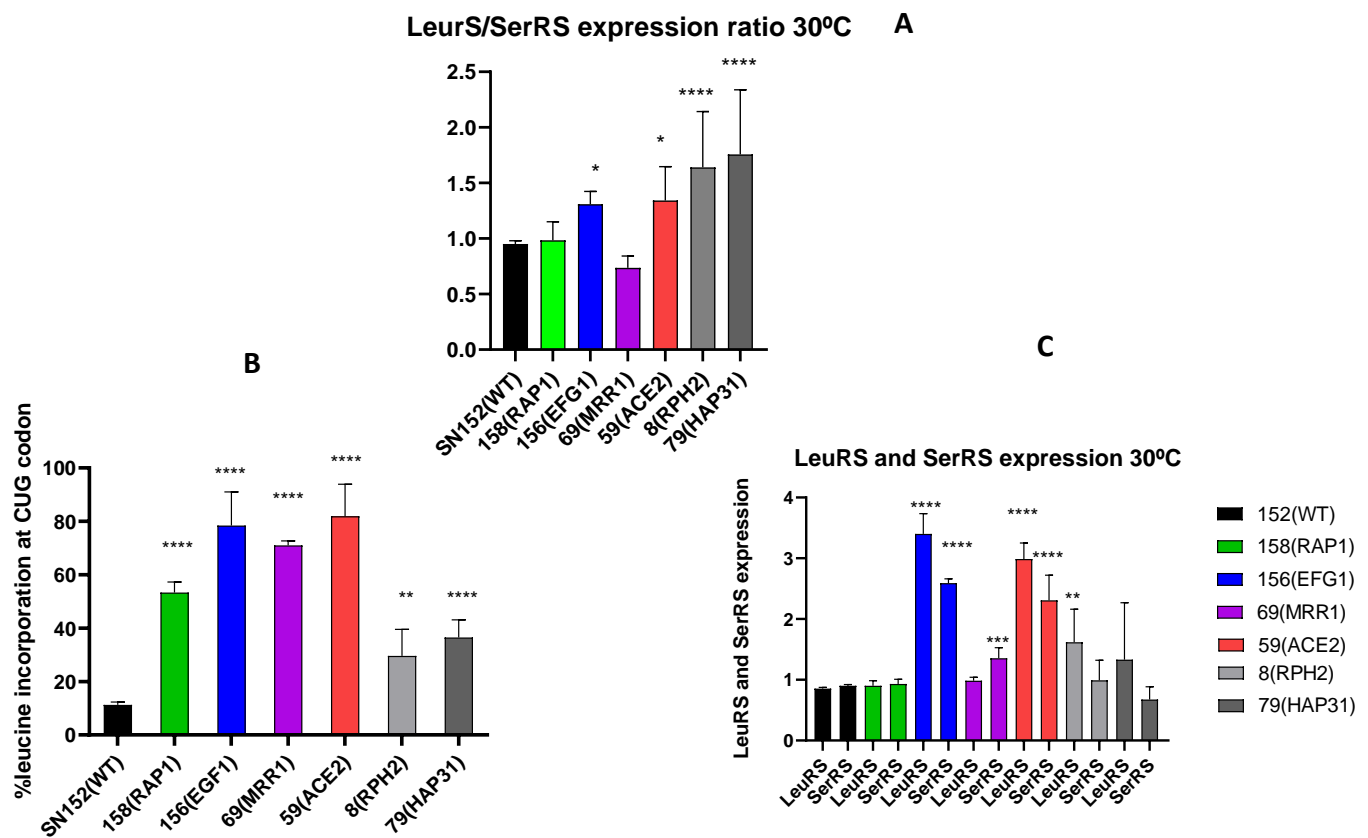 LeurS/SerRS expression ratio 30ºC
A
****
****
*
*
2.5
2.0
1.5
1.0
0.5
0.0
SN152(WT)
158(RAP1)
156(EFG1)
69(MRR1)
59(ACE2)
8(RPH2)
79(HAP31)
B
%leucine incorporation at CUG codon
100
80
60
40
20
0
****
****
****
****
**
****
SN152(WT)
158(RAP1)
156(EGF1)
69(MRR1)
59(ACE2)
8(RPH2)
79(HAP31)
C
LeuRS and SerRS expression 30ºC
LeuRS and SerRS expression
4
3
2
1
0
****
****
***
****
****
**
LeuRS
SerRS
LeuRS
SerRS
LeuRS
SerRS
LeuRS
SerRS
LeuRS
SerRS
LeuRS
SerRS
LeuRS
SerRS
152(WT)
158(RAP1)
156(EFG1)
69(MRR1)
59(ACE2)
8(RPH2)
79(HAP31)